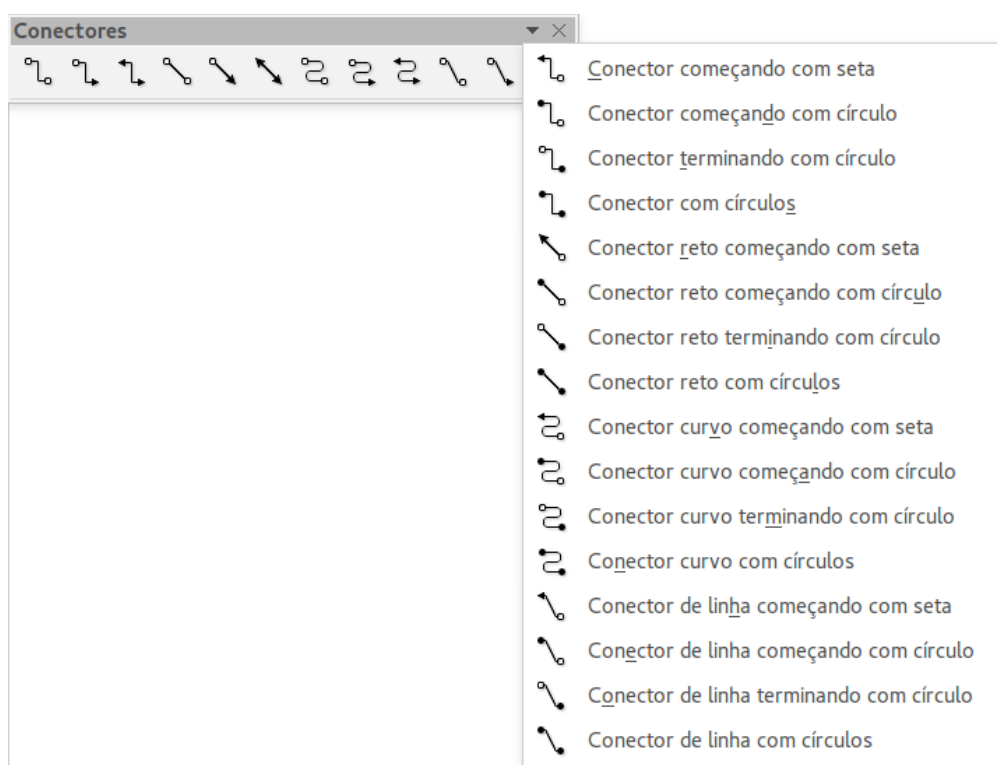 Conectores
Conector começando com seta
Conector começando com círculo
Conector terminando com círculo
Conector com círculos
Conector reto começando com seta
Conector reto começando com círculo
Conector reto terminando com círculo
Conector reto com círculos
Conector curvo começando com seta
Conector curvo começando com círculo
Conector curvo terminando com círculo
Conector curvo com círculos
Conector de linha começando com seta
Conector de linha começando com círculo
Conector de linha terminando com círculo
Conector de linha com círculos